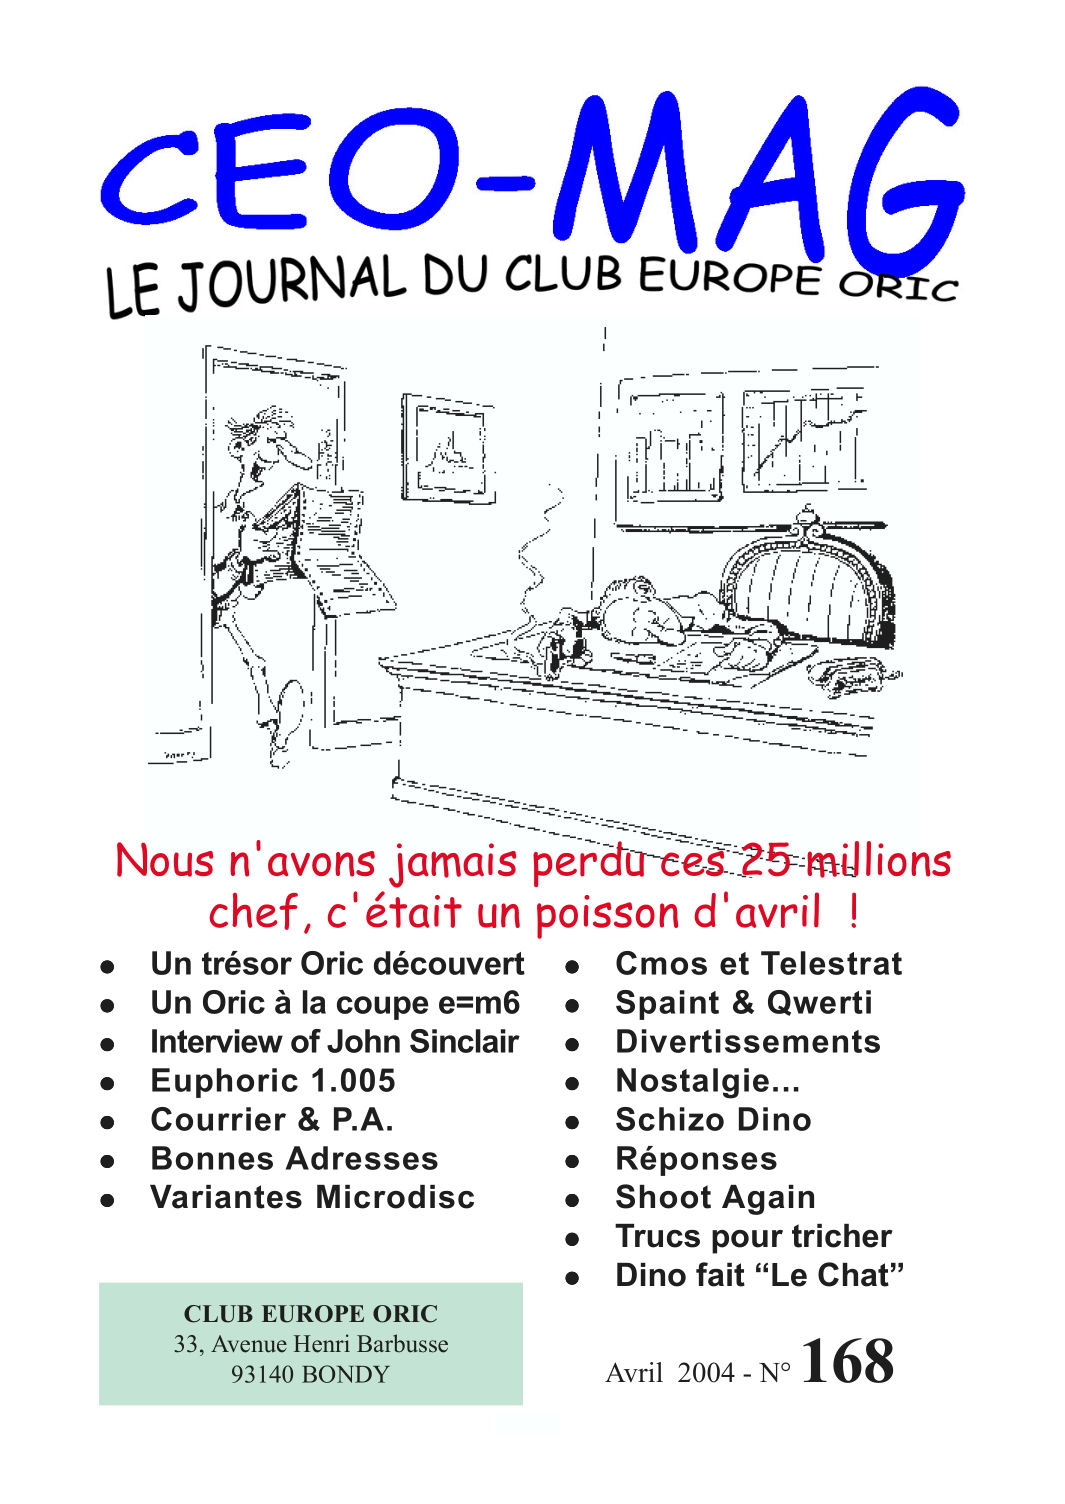 CEO-MAG
LE JOURNAL DU CLUB EUROPE ORIC
Nous n'avons jamais perdu ces 25 millions
chef, c'était un poisson d'avril !
● Un trésor Oric découvert
● Un Oric à la coupe e=m6
● Interview of John Sinclair
● Euphoric 1.005
● Courrier & P.A.
● Bonnes Adresses
● Variantes Microdisc
● Cmos et Telestrat
● Spaint & Qwerti
● Divertissements
● Nostalgie...
● Schizo Dino
● Réponses
● Shoot Again
● Trucs pour tricher
● Dino fait “Le Chat”
CLUB EUROPE ORIC
33, Avenue Henri Barbusse
93140 BONDY
Avril 2004 - N° 168